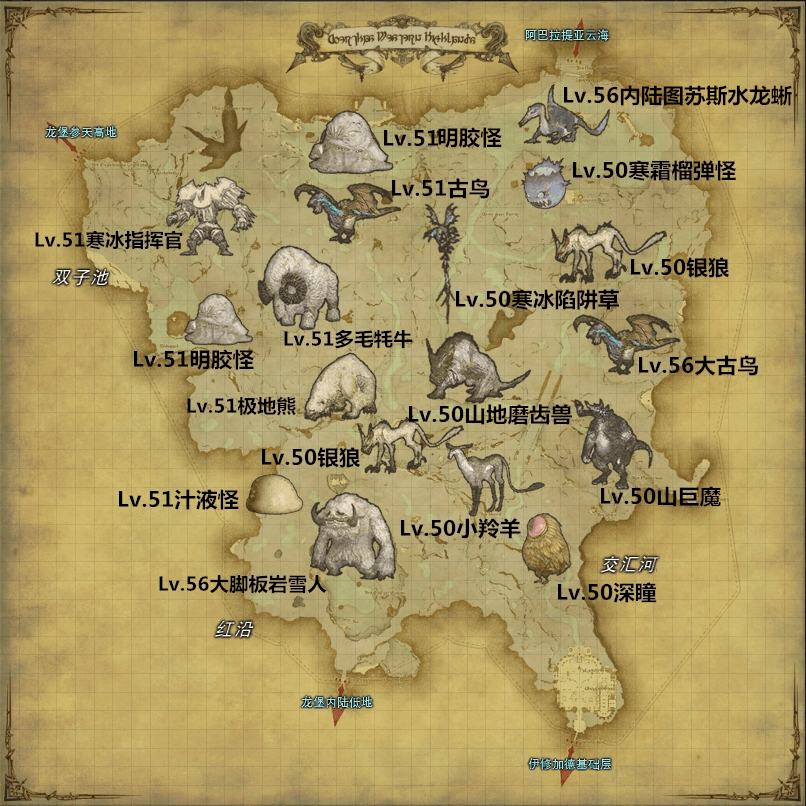 阿巴拉提亚云海
Lv.56内陆图苏斯水龙蜥
龙堡参天高地
Lv.51明胶怪
Lv.50寒霜榴弹怪
Lv.51古鸟
Lv.51寒冰指挥官
Lv.50银狼
双子池
Lv.50寒冰陷阱草
Lv.51多毛牦牛
Lv.51明胶怪
Lv.56大古鸟
Lv.51极地熊
Lv.50山地磨齿兽
Lv.50银狼
Lv.51汁液怪
Lv.50山巨魔
Lv.50小羚羊
交汇河
Lv.56大脚板岩雪人
Lv.50深瞳
红沿
龙堡内陆低地
伊修加德基础层